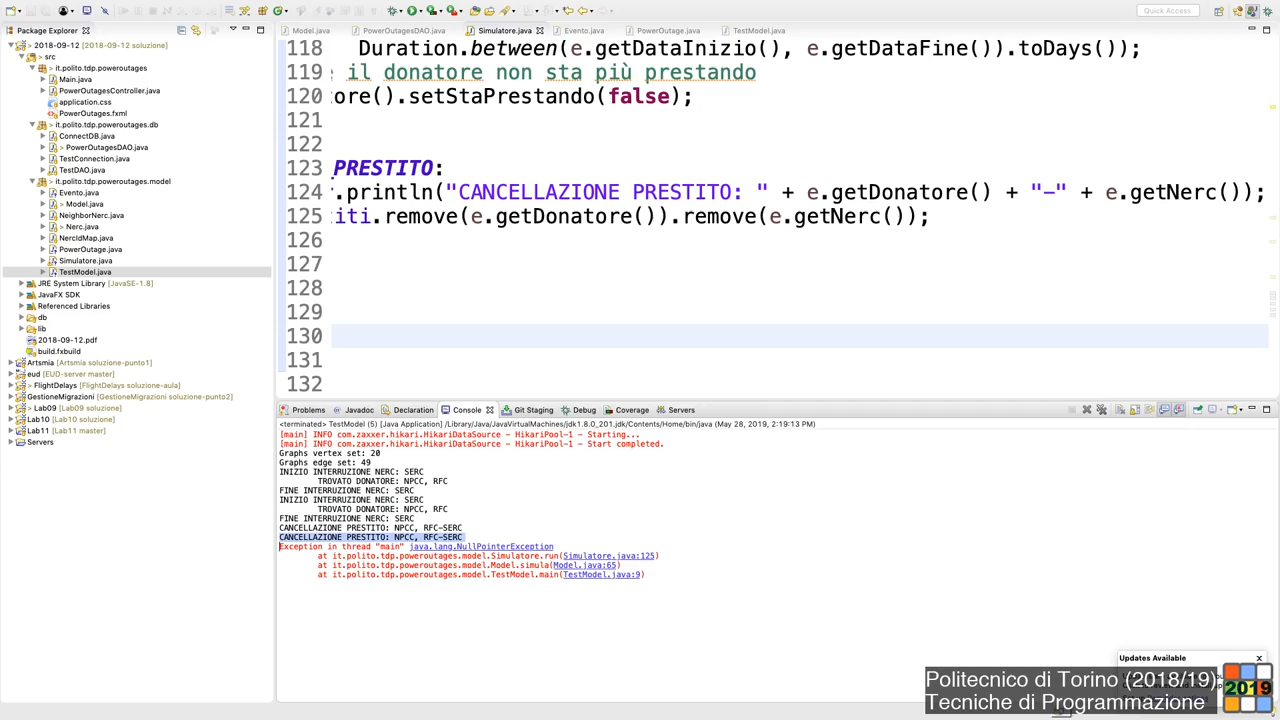 Quick Access
Package Explorer
Model.java
PowerOutagesDAO.java
Simulatore.java
Evento.java
PowerOutage.java
TestModel.java
> 2018-09-12 [2018-09-12 soluzione]
> src
> it.polito.tdp.poweroutages
Main.java
PowerOutagesController.java
application.css
PowerOutages.fxml
> it.polito.tdp.poweroutages.db
ConnectDB.java
> PowerOutagesDAO.java
TestConnection.java
TestDAO.java
> it.polito.tdp.poweroutages.model
Evento.java
> Model.java
NeighborNerc.java
> Nerc.java
NercIdMap.java
PowerOutage.java
Simulatore.java
TestModel.java
JRE System Library [JavaSE-1.8]
JavaFX SDK
Referenced Libraries
db
lib
2018-09-12.pdf
build.fxbuild
Artsmia [Artsmia soluzione-punto1]
eud [EUD-server master]
> FlightDelays [FlightDelays soluzione-aula]
GestioneMigrazioni [GestioneMigrazioni soluzione-punto2]
> Lab09 [Lab09 soluzione]
Lab10 [Lab10 soluzione]
Lab11 [Lab11 master]
Servers
118 Duration.between(e.getDataInizio(), e.getDataFine()).toDays());
119 il donatore non sta più prestando
120 ore().setStaPrestando(false);
121
122
123 PRESTITO:
124 .println("CANCELLAZIONE PRESTITO: " + e.getDonatore() + "-" + e.getNerc());
125 iti.remove(e.getDonatore()).remove(e.getNerc());
126
127
128
129
130
131
132
Problems
Javadoc
Declaration
Console
Git Staging
Debug
Coverage
Servers
<terminated> TestModel (5) [Java Application] /Library/Java/JavaVirtualMachines/jdk1.8.0_201.jdk/Contents/Home/bin/java (May 28, 2019, 2:19:13 PM)
[main] INFO com.zaxxer.hikari.HikariDataSource - HikariPool-1 - Starting...
[main] INFO com.zaxxer.hikari.HikariDataSource - HikariPool-1 - Start completed.
Graphs vertex set: 20
Graphs edge set: 49
INIZIO INTERRUZIONE NERC: SERC
TROVATO DONATORE: NPCC, RFC
FINE INTERRUZIONE NERC: SERC
INIZIO INTERRUZIONE NERC: SERC
TROVATO DONATORE: NPCC, RFC
FINE INTERRUZIONE NERC: SERC
CANCELLAZIONE PRESTITO: NPCC, RFC-SERC
CANCELLAZIONE PRESTITO: NPCC, RFC-SERC
Exception in thread "main" java.lang.NullPointerException
at it.polito.tdp.poweroutages.model.Simulatore.run(Simulatore.java:125)
at it.polito.tdp.poweroutages.model.Model.simula(Model.java:65)
at it.polito.tdp.poweroutages.model.TestModel.main(TestModel.java:9)
Updates Available
Politecnico di Torino (2018/19)
Tecniche di Programmazione
2019